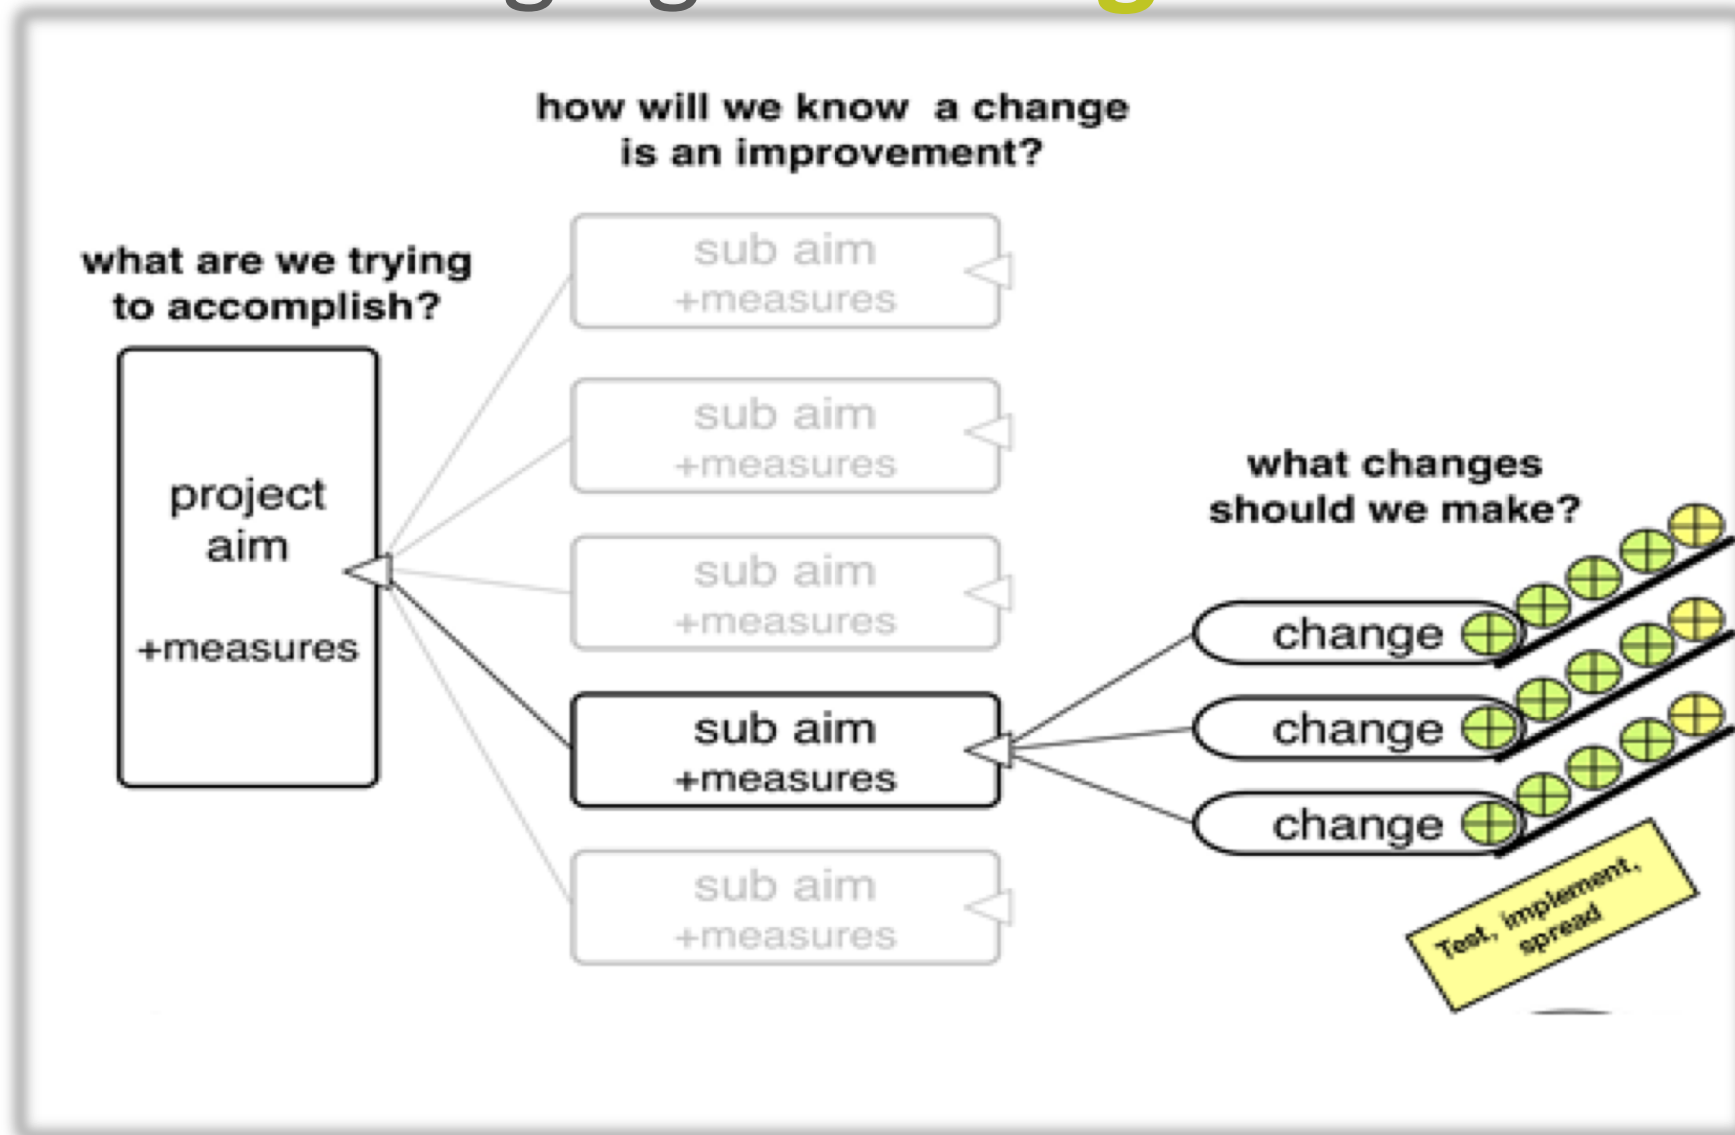 how will we know a change
is an improvement?
what are we trying
to accomplish?
project
aim
+measures
sub aim
+measures
sub aim
+measures
sub aim
+measures
sub aim
+measures
sub aim
+measures
what changes
should we make?
change
change
change
Test, implement,
spread